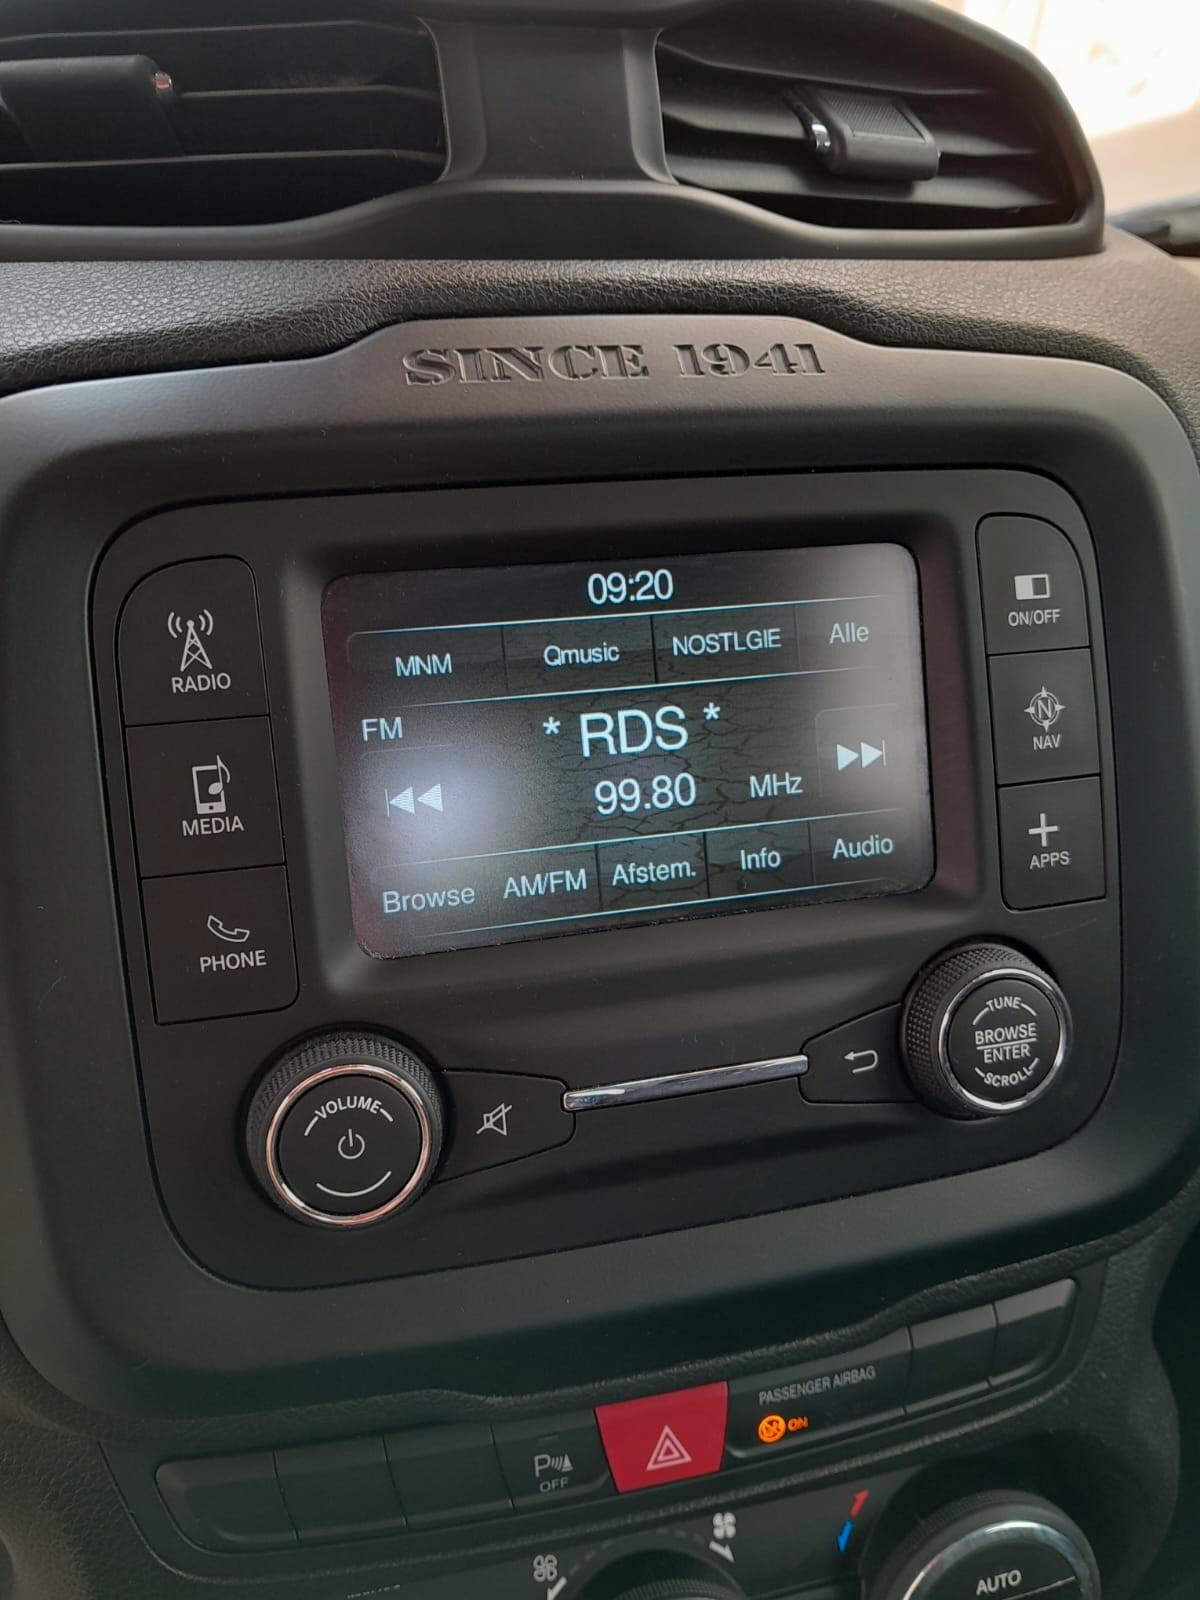 SINCE 1941
09:20
MNM Qmusic NOSTLGIE Alle
FM * RDS *
99.80 MHz
Browse AM/FM Afstem. Info Audio
RADIO
MEDIA
PHONE
ON/OFF
N
NAV
APPS
VOLUME
TUNE
BROWSE
ENTER
SCROLL
PASSENGER AIRBAG
ON
P
OFF
AUTO